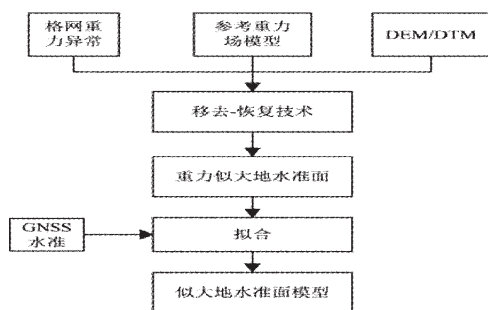 格网重
力异常
参考重力
场模型
DEM/DTM
移去-恢复技术
重力似大地水准面
GNSS
水准
拟合
似大地水准面模型